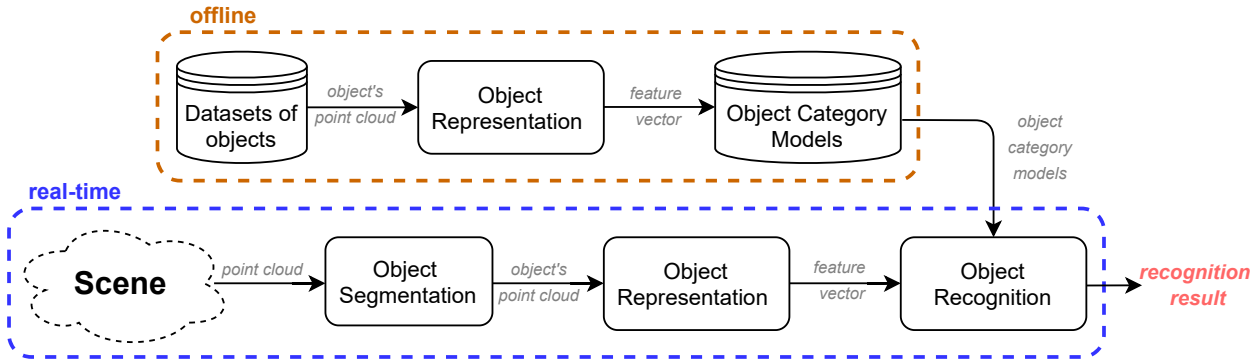 offline
Datasets of
objects
object's
point cloud
Object
Representation
feature
vector
Object Category
Models
object
category
models
real-time
Scene
point cloud
Object
Segmentation
object's
point cloud
Object
Representation
feature
vector
Object
Recognition
recognition
result